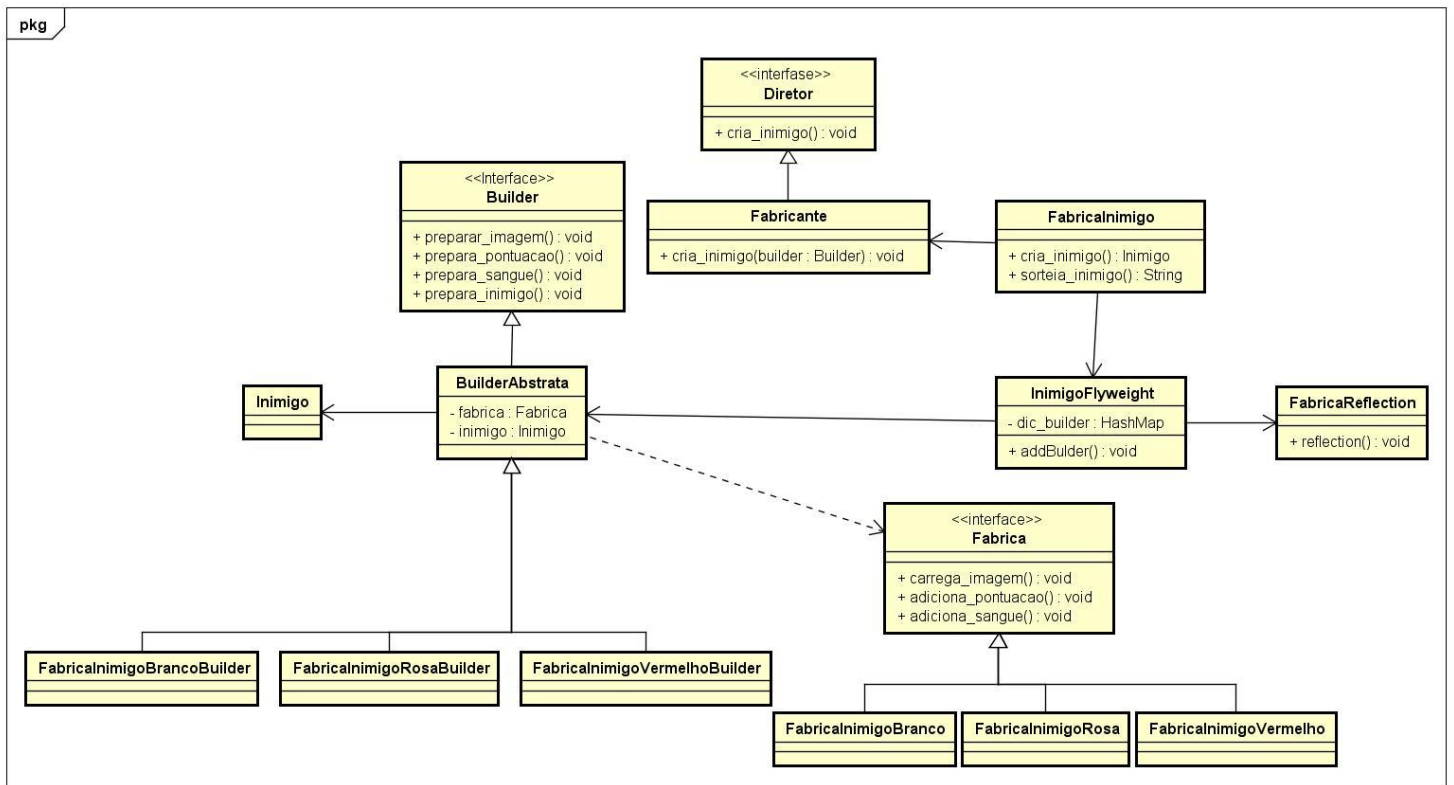 pkg
<<interfase>>
Diretor
+ cria_inimigo() : void
<<Interface>>
Builder
+ preparar_imagem() : void
+ prepara_pontuacao() : void
+ prepara_sangue() : void
+ prepara_inimigo() : void
Fabricante
+ cria_inimigo(builder : Builder) : void
FabricaInimigo
+ cria_inimigo() : Inimigo
+ sorteia_inimigo() : String
Inimigo
BuilderAbstrata
- fabrica : Fabrica
- inimigo : Inimigo
InimigoFlyweight
- dic_builder : HashMap
+ addBulder() : void
FabricaReflection
+ reflection() : void
<<interface>>
Fabrica
+ carrega_imagem() : void
+ adiciona_pontuacao() : void
+ adiciona_sangue() : void
FabricaInimigoBrancoBuilder
FabricaInimigoRosaBuilder
FabricaInimigoVermelhoBuilder
FabricaInimigoBranco
FabricaInimigoRosa
FabricaInimigoVermelho